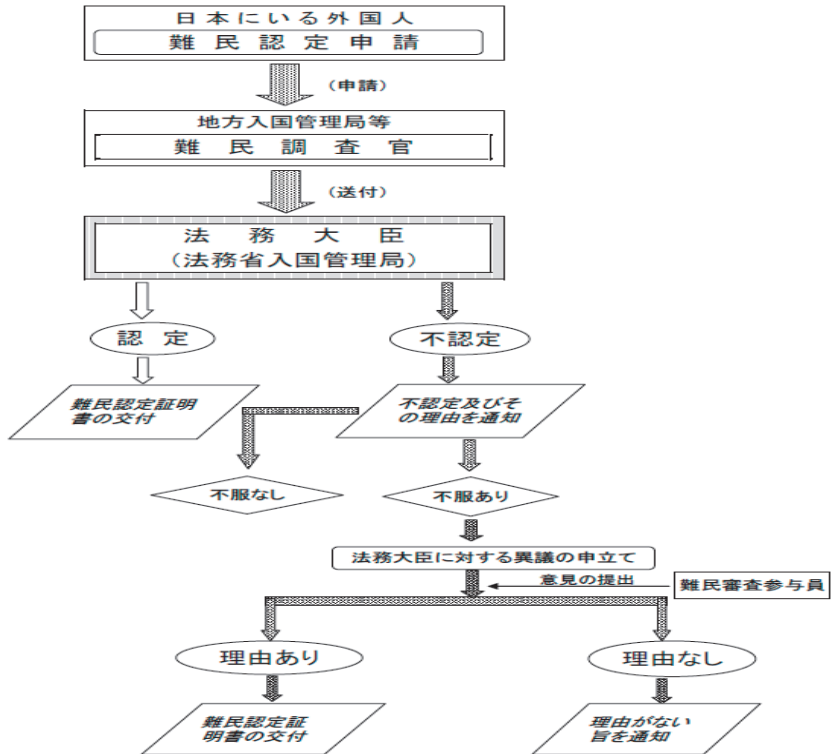 日本にいる外国人
難民認定申請
（申請）
地方入国管理局等
難民調査官
（送付）
法務大臣
（法務省入国管理局）
認定
不認定
難民認定証明
書の交付
不認定及びそ
の理由を通知
不服なし
不服あり
法務大臣に対する異議の申立て
意見の提出
難民審査参与員
理由あり
理由なし
難民認定証
明書の交付
理由がない
旨を通知